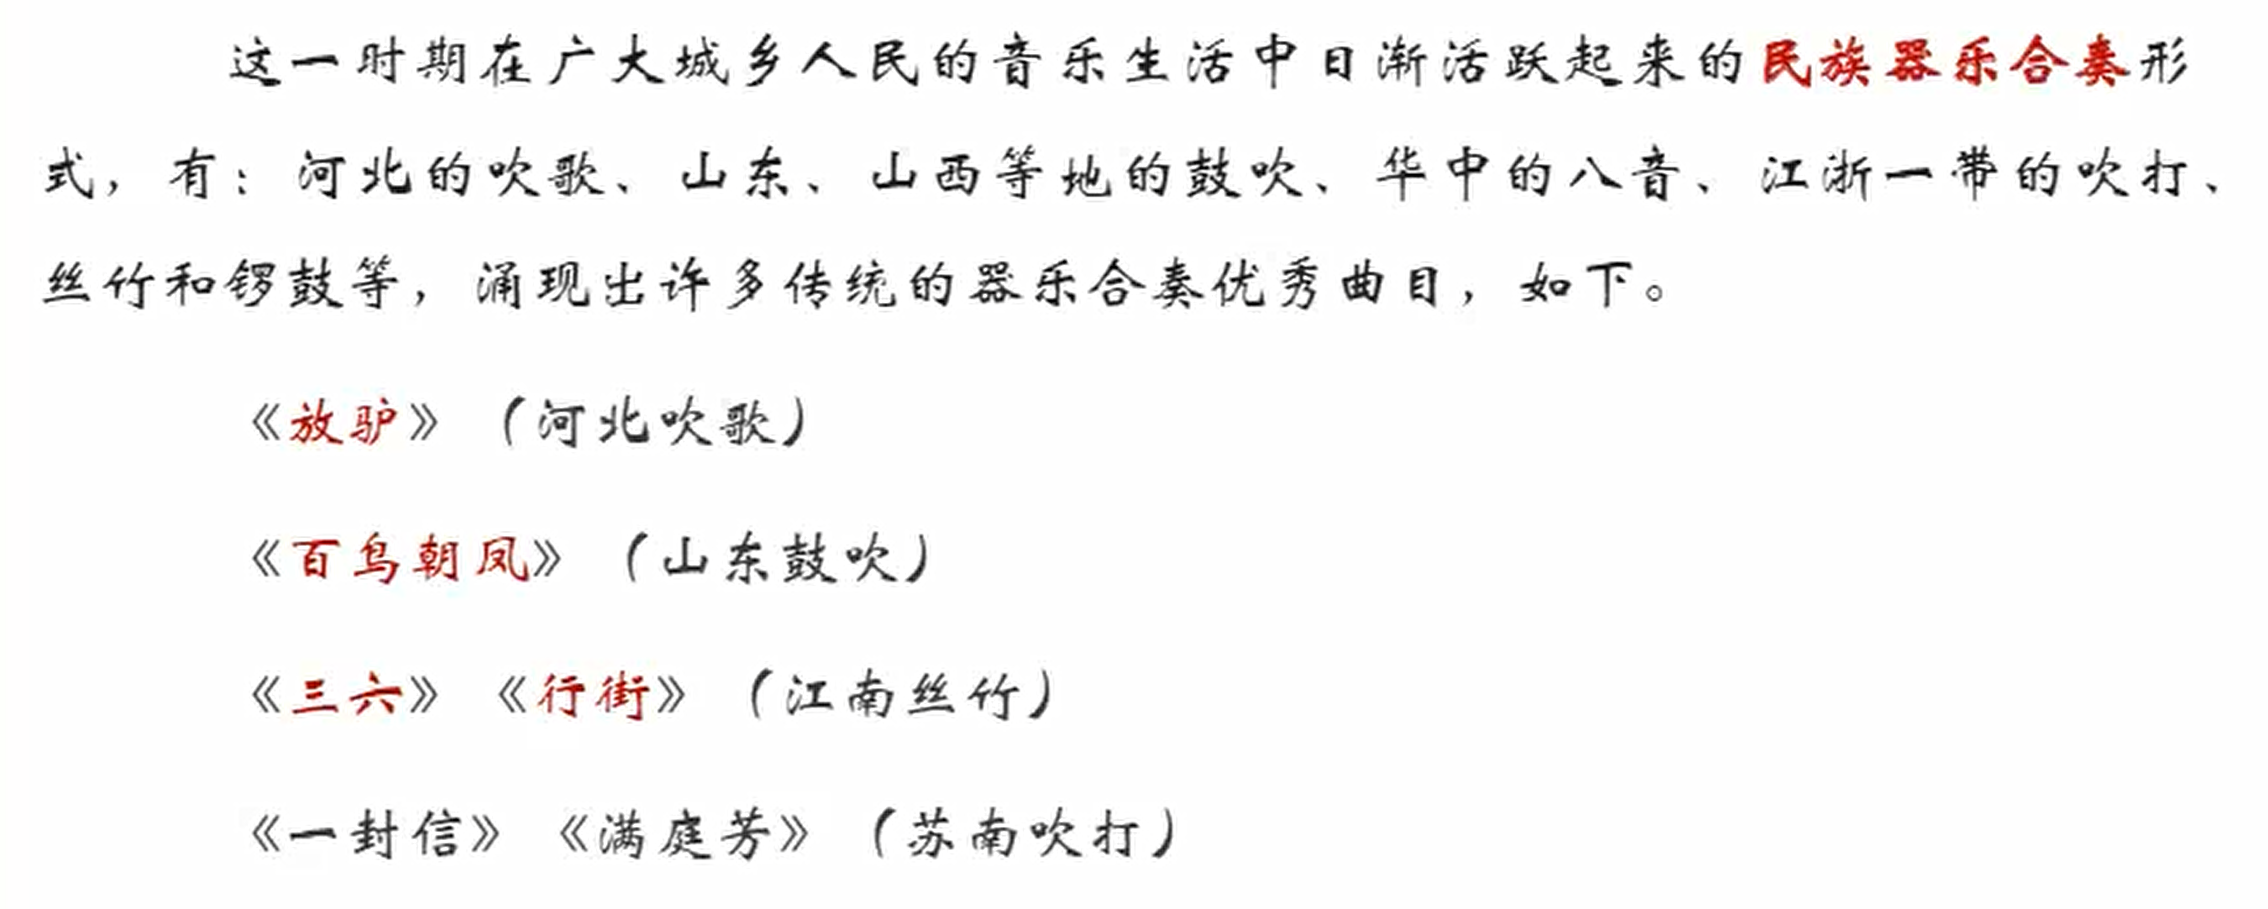 这一时期在广大城乡人民的音乐生活中日渐活跃起来的民族器乐合奏形
式，有：河北的吹歌、山东、山西等地的鼓吹、华中的八音、江浙一带的吹打、
丝竹和锣鼓等，涌现出许多传统的器乐合奏优秀曲目，如下。
《放驴》（河北吹歌）
《百鸟朝凤》（山东鼓吹）
《三六》《行街》（江南丝竹）
《一封信》《满庭芳》（苏南吹打）